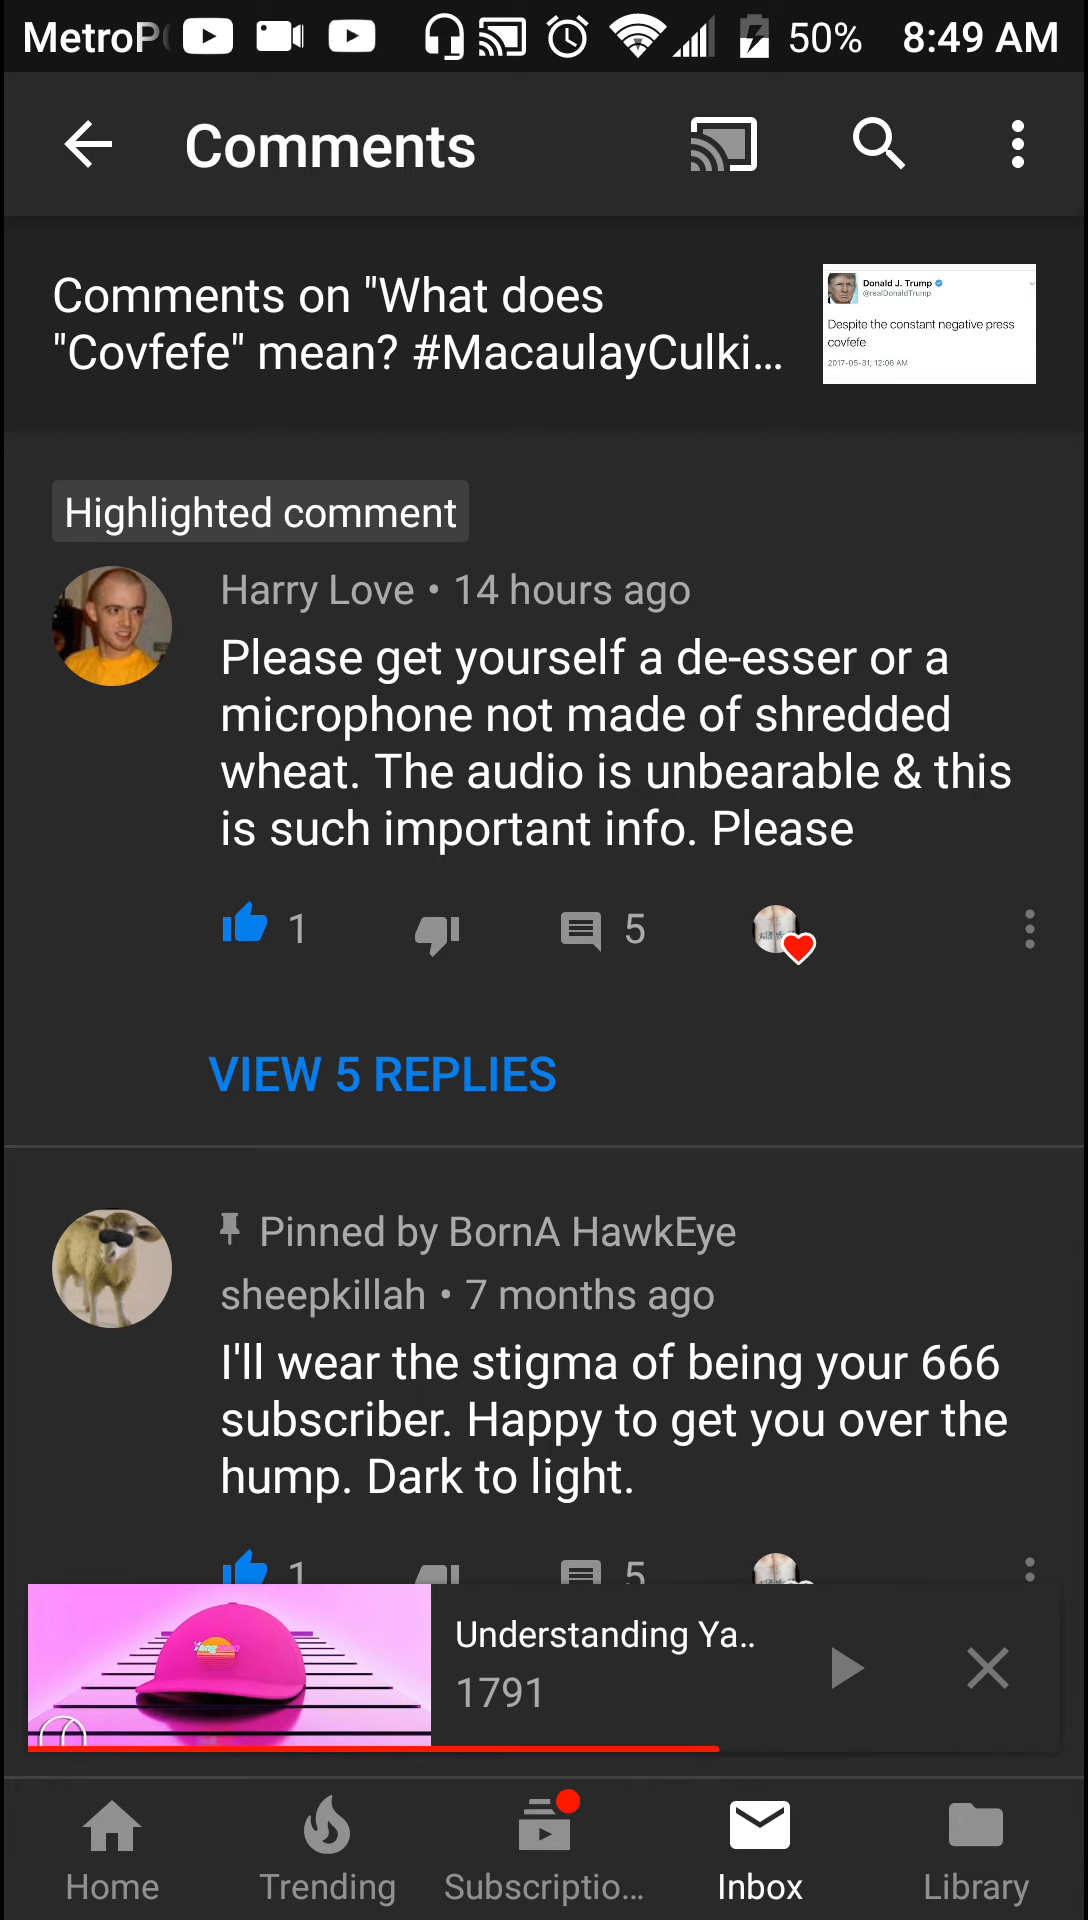 MetroP
50%
8:49 AM
Comments
Comments on "What does
"Covfefe" mean? #MacaulayCulki...
Donald J. Trump
@realDonaldTrump
Despite the constant negative press
covfefe
2017-05-31, 12:06 AM
Highlighted comment
Harry Love • 14 hours ago
Please get yourself a de-esser or a
microphone not made of shredded
wheat. The audio is unbearable & this
is such important info. Please
1
5
VIEW 5 REPLIES
Pinned by BornA HawkEye
sheepkillah • 7 months ago
I'll wear the stigma of being your 666
subscriber. Happy to get you over the
hump. Dark to light.
1
5
Understanding Ya..
1791
Home
Trending
Subscriptio...
Inbox
Library